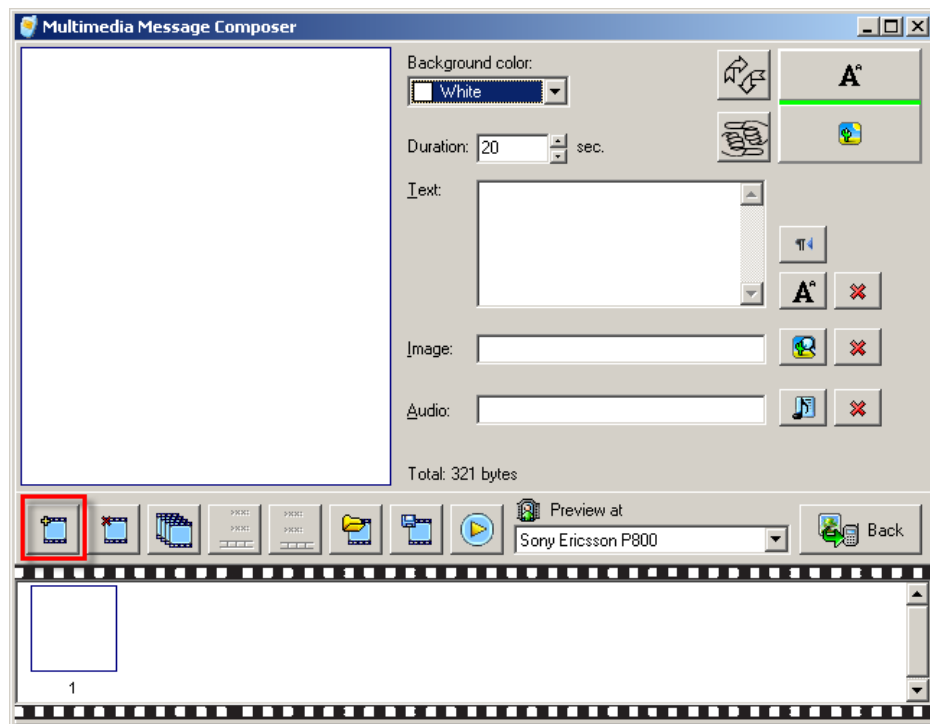 Multimedia Message Composer
Background color:
White
Duration: 20 sec.
Text:
Image:
Audio:
Total: 321 bytes
Preview at
Sony Ericsson P800
Back
1